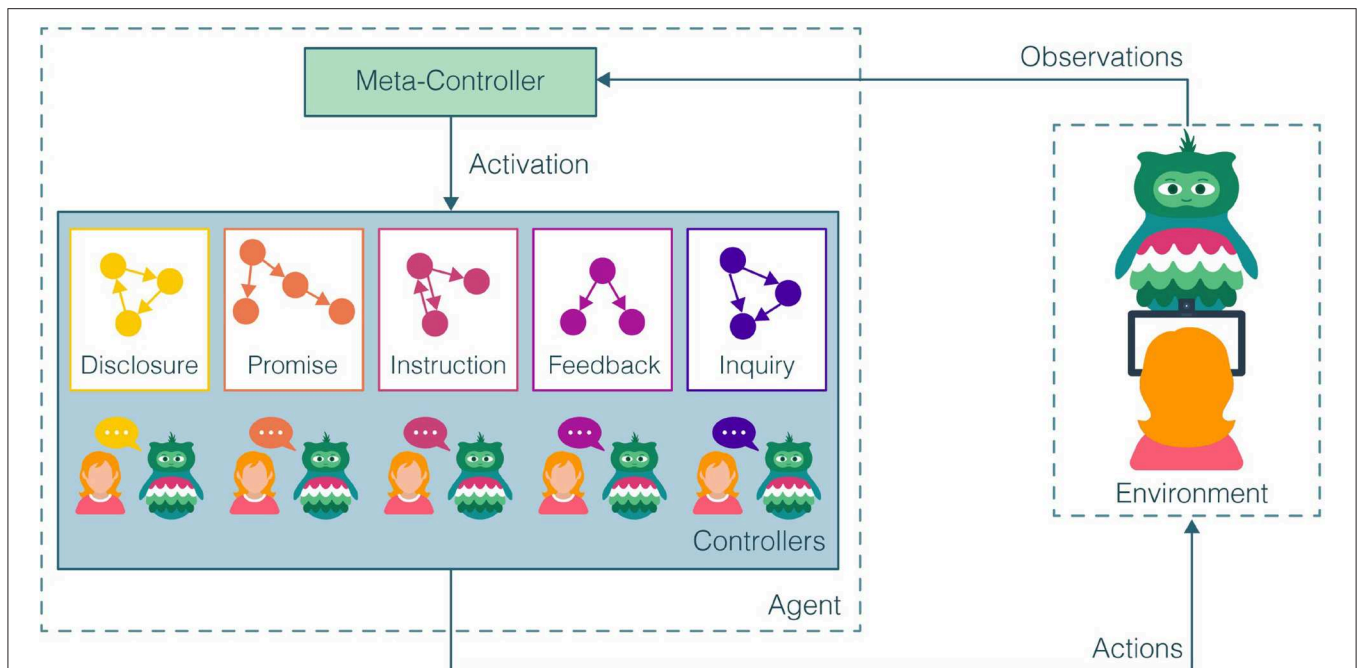 Meta-Controller
Observations
Activation
Disclosure
Promise
Instruction
Feedback
Inquiry
Environment
Controllers
Agent
Actions